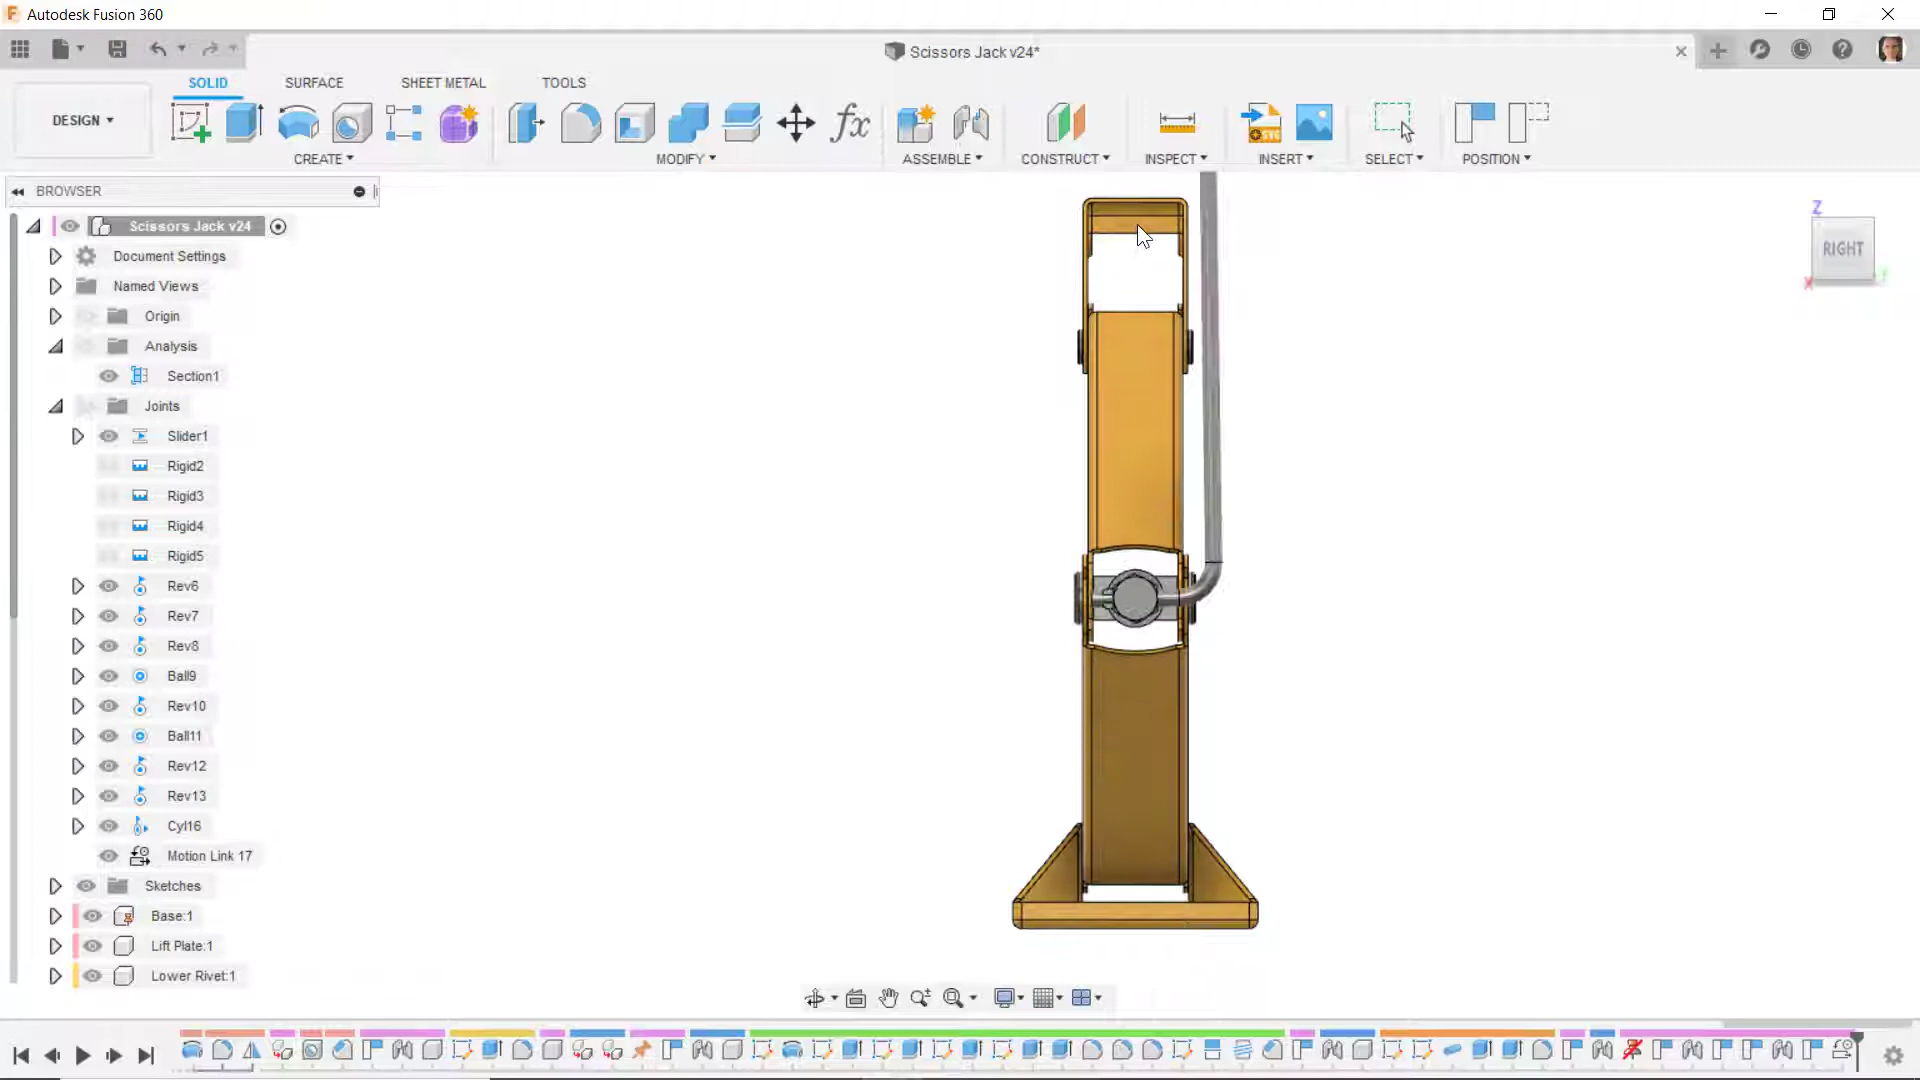 Autodesk Fusion 360
Scissors Jack v24*
SOLID SURFACE SHEET METAL TOOLS
DESIGN
CREATE MODIFY ASSEMBLE CONSTRUCT INSPECT INSERT SELECT POSITION
BROWSER
Scissors Jack v24
Document Settings
Named Views
Origin
Analysis
Section1
Joints
Slider1
Rigid2
Rigid3
Rigid4
Rigid5
Rev6
Rev7
Rev8
Ball9
Rev10
Ball11
Rev12
Rev13
Cyl16
Motion Link 17
Sketches
Base:1
Lift Plate:1
Lower Rivet:1
Z
RIGHT
X